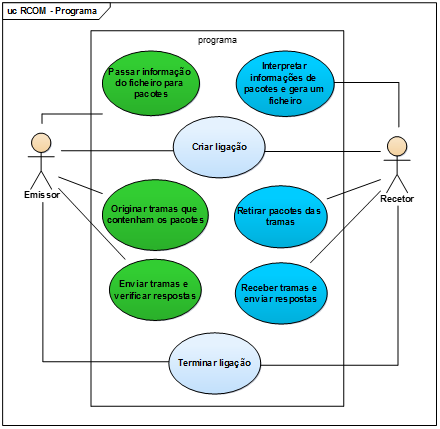 uc RCOM - Programa
programa
Passar informação
do ficheiro para
pacotes
Interpretar
informações de
pacotes e gera um
ficheiro
Criar ligação
Emissor
Recetor
Originar tramas que
contenham os pacotes
Retirar pacotes das
tramas
Enviar tramas e
verificar respostas
Receber tramas e
enviar respostas
Terminar ligação